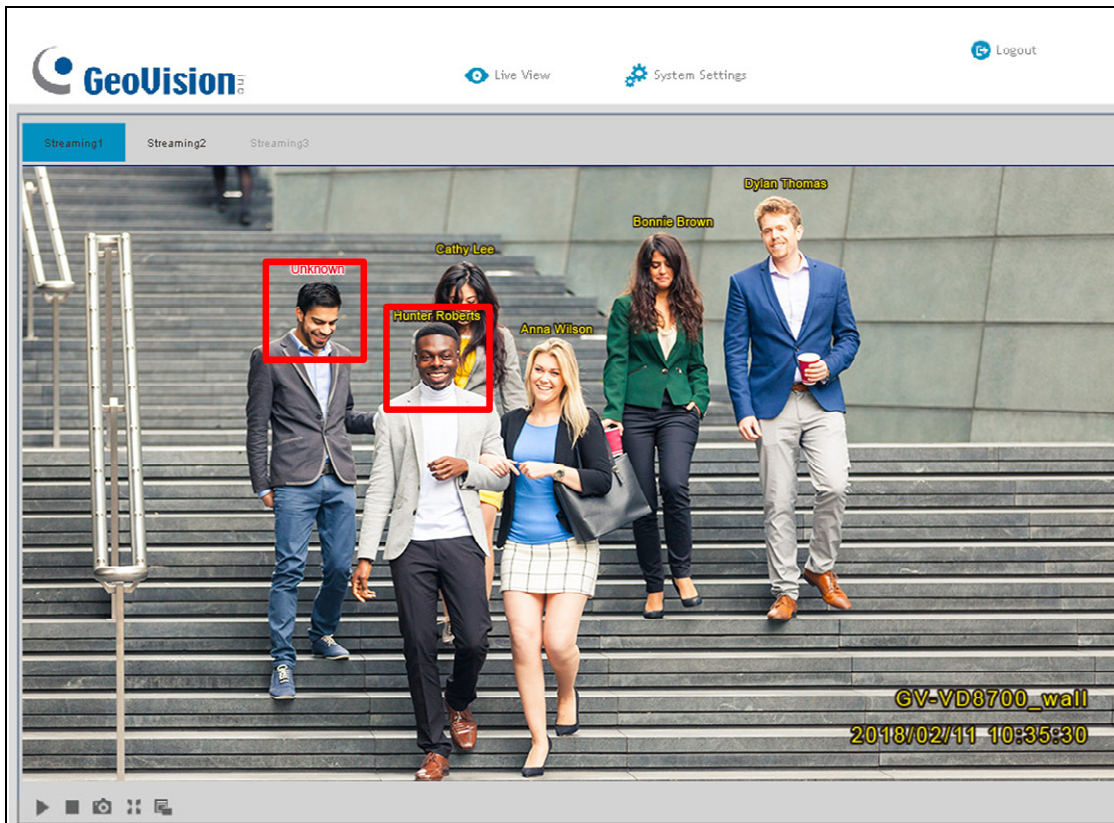 Logout
GeoVision Inc
Live View
System Settings
Streaming1
Streaming2
Streaming3
Dylan Thomas
Bonnie Brown
Cathy Lee
Unknown
Hunter Roberts
Anna Wilson
GV-VD8700_wall
2018/02/11 10:35:30